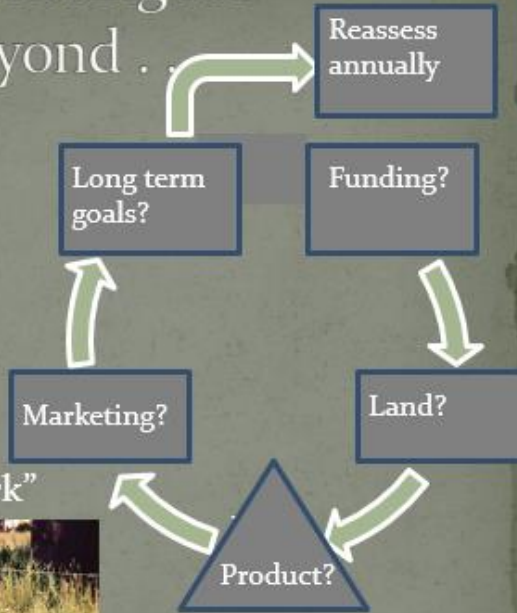 yond . .
Reassess
annually
Long term
goals?
Funding?
Marketing?
Land?
k”
Product?